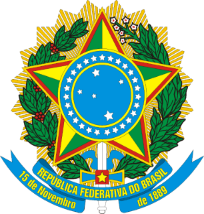 REPÚBLICA FEDERATIVA DO BRASIL
15 de Novembro
de 1889